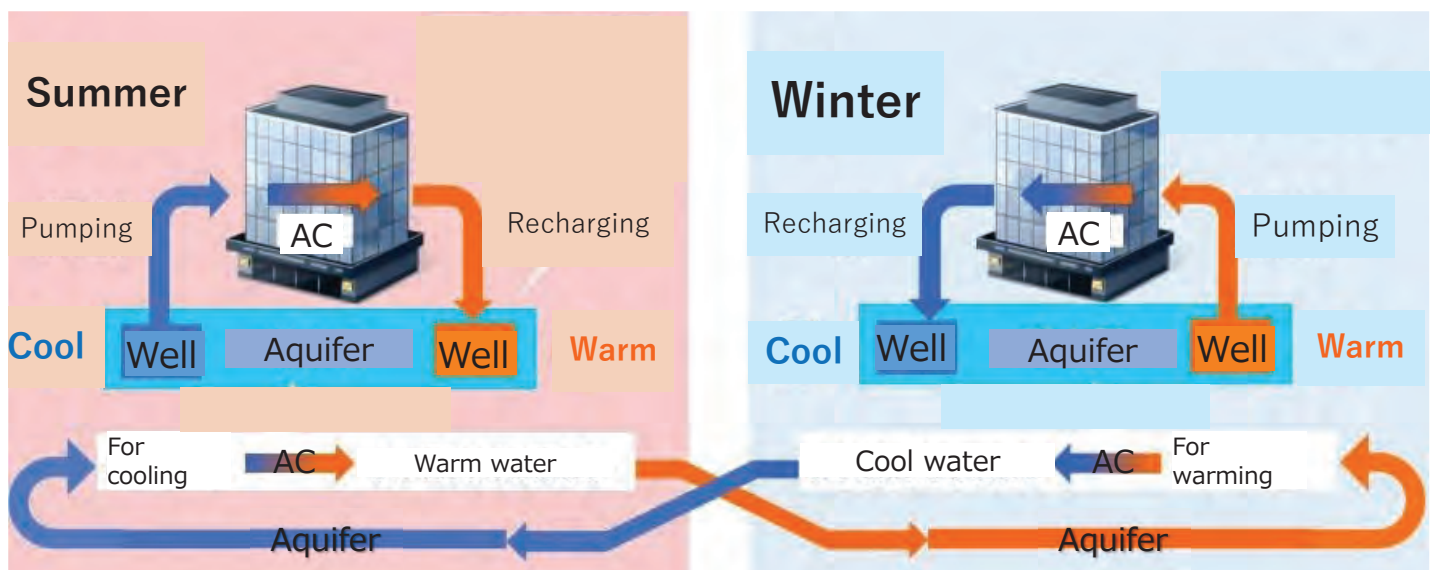 Summer
Pumping
AC
Recharging
Cool
Well
Aquifer
Well
Warm
For
cooling
AC
Warm water
Aquifer
Winter
Recharging
AC
Pumping
Cool
Well
Aquifer
Well
Warm
Cool water
AC
For
warming
Aquifer